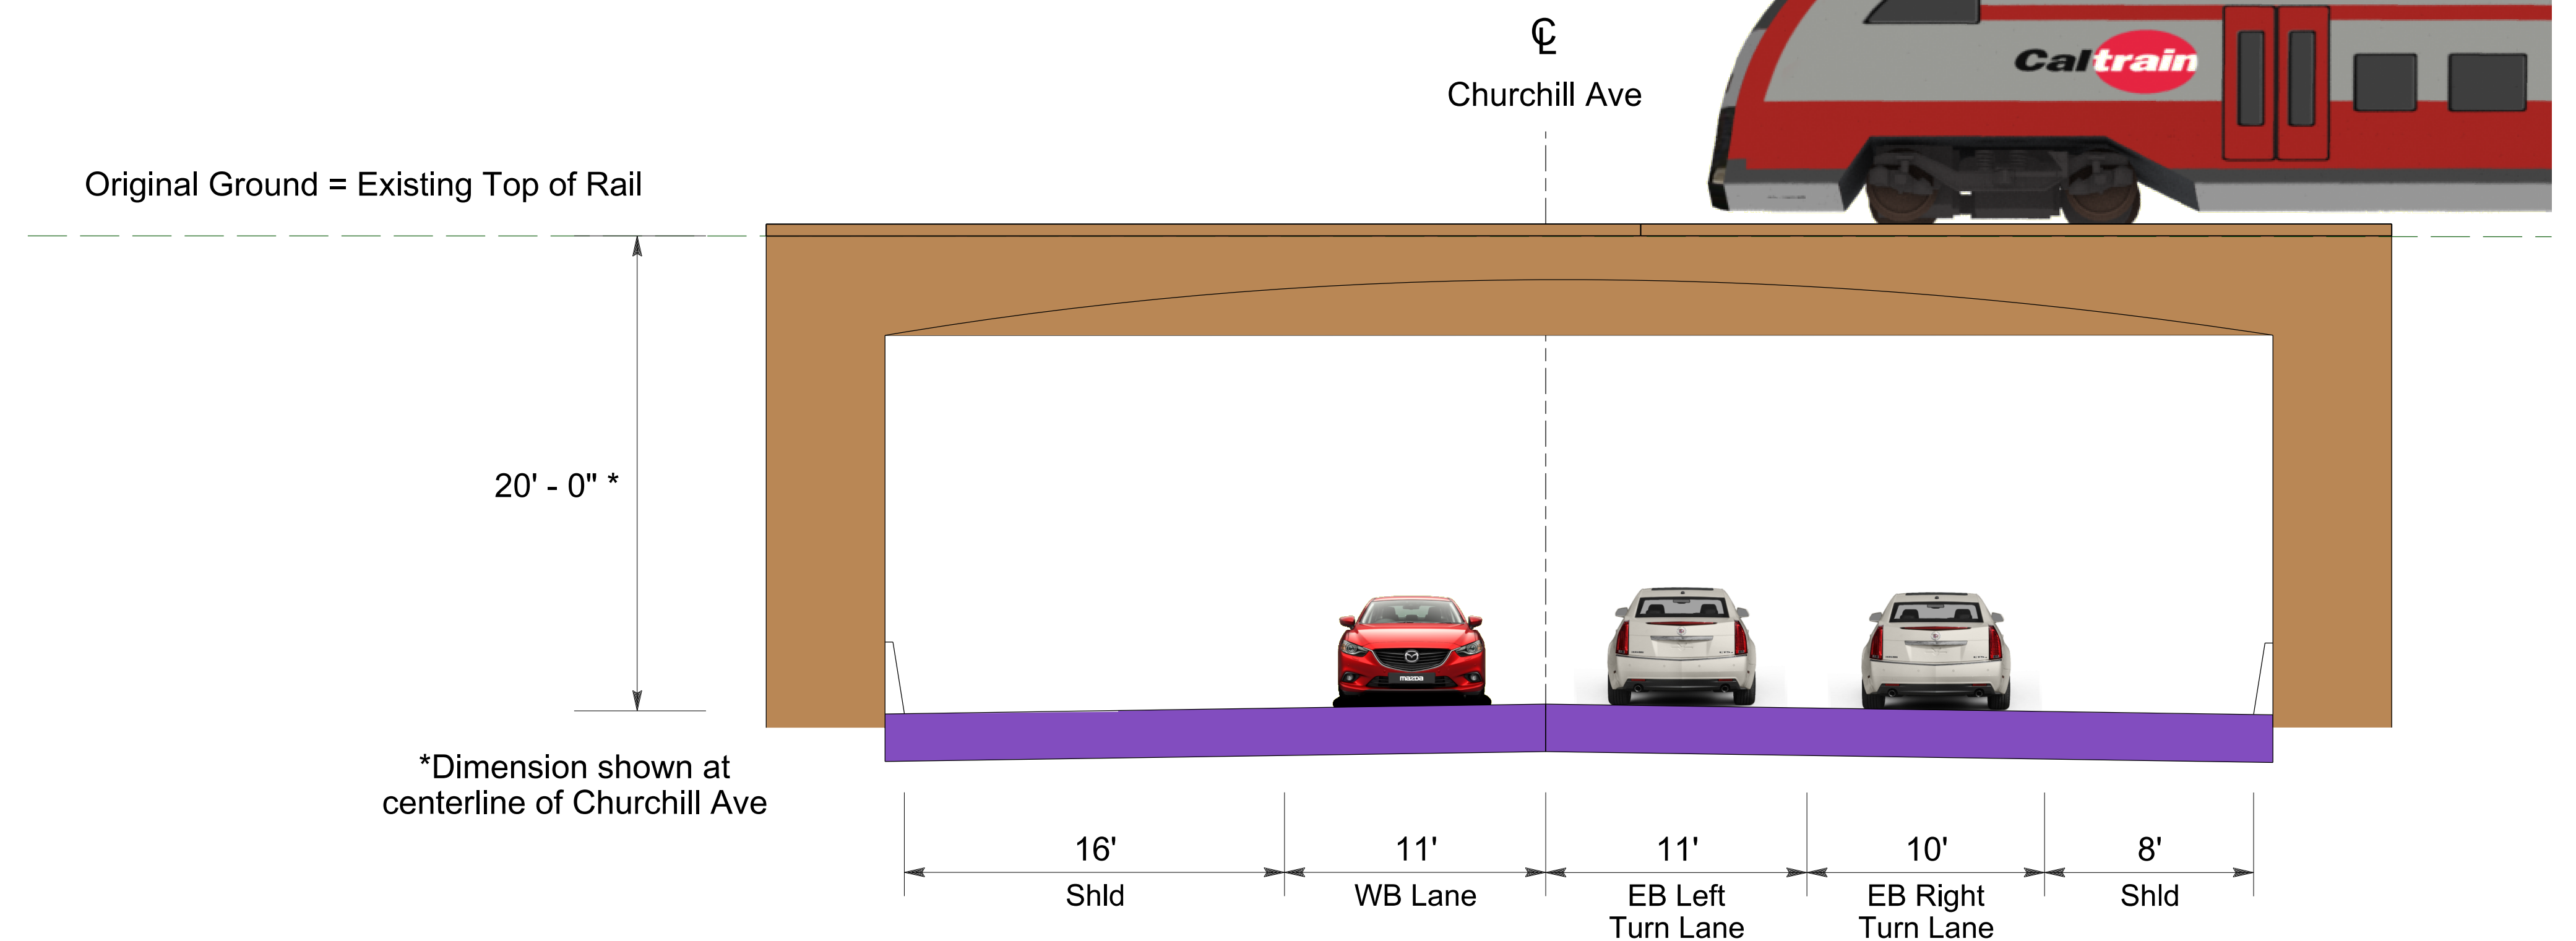 ℄
Churchill Ave
Caltrain
Original Ground = Existing Top of Rail
20' - 0" *
mazda
*Dimension shown at
centerline of Churchill Ave
16'
11'
11'
10'
8'
Shld
WB Lane
EB Left
Turn Lane
EB Right
Turn Lane
Shld